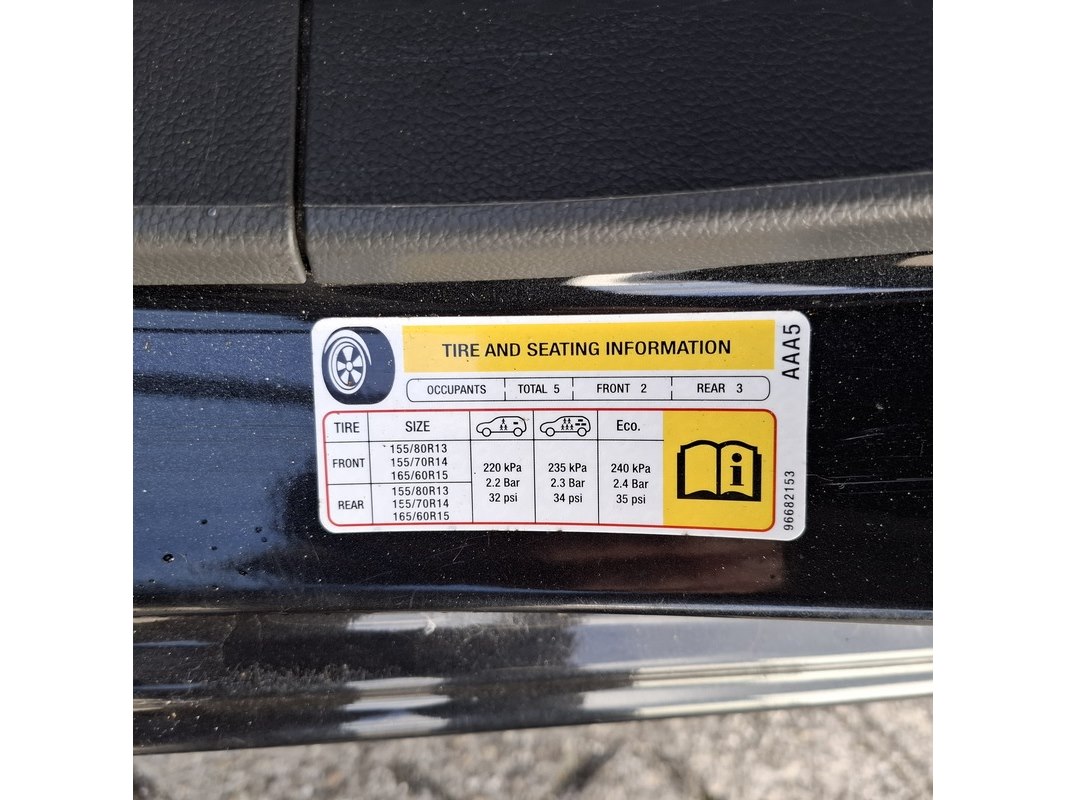 TIRE AND SEATING INFORMATION
AAA5
OCCUPANTS TOTAL 5 FRONT 2 REAR 3
TIRE SIZE Eco.
FRONT
155/80R13
155/70R14
165/60R15
REAR
155/80R13
155/70R14
165/60R15
220 kPa 235 kPa 240 kPa
2.2 Bar 2.3 Bar 2.4 Bar
32 psi 34 psi 35 psi
i
96682153